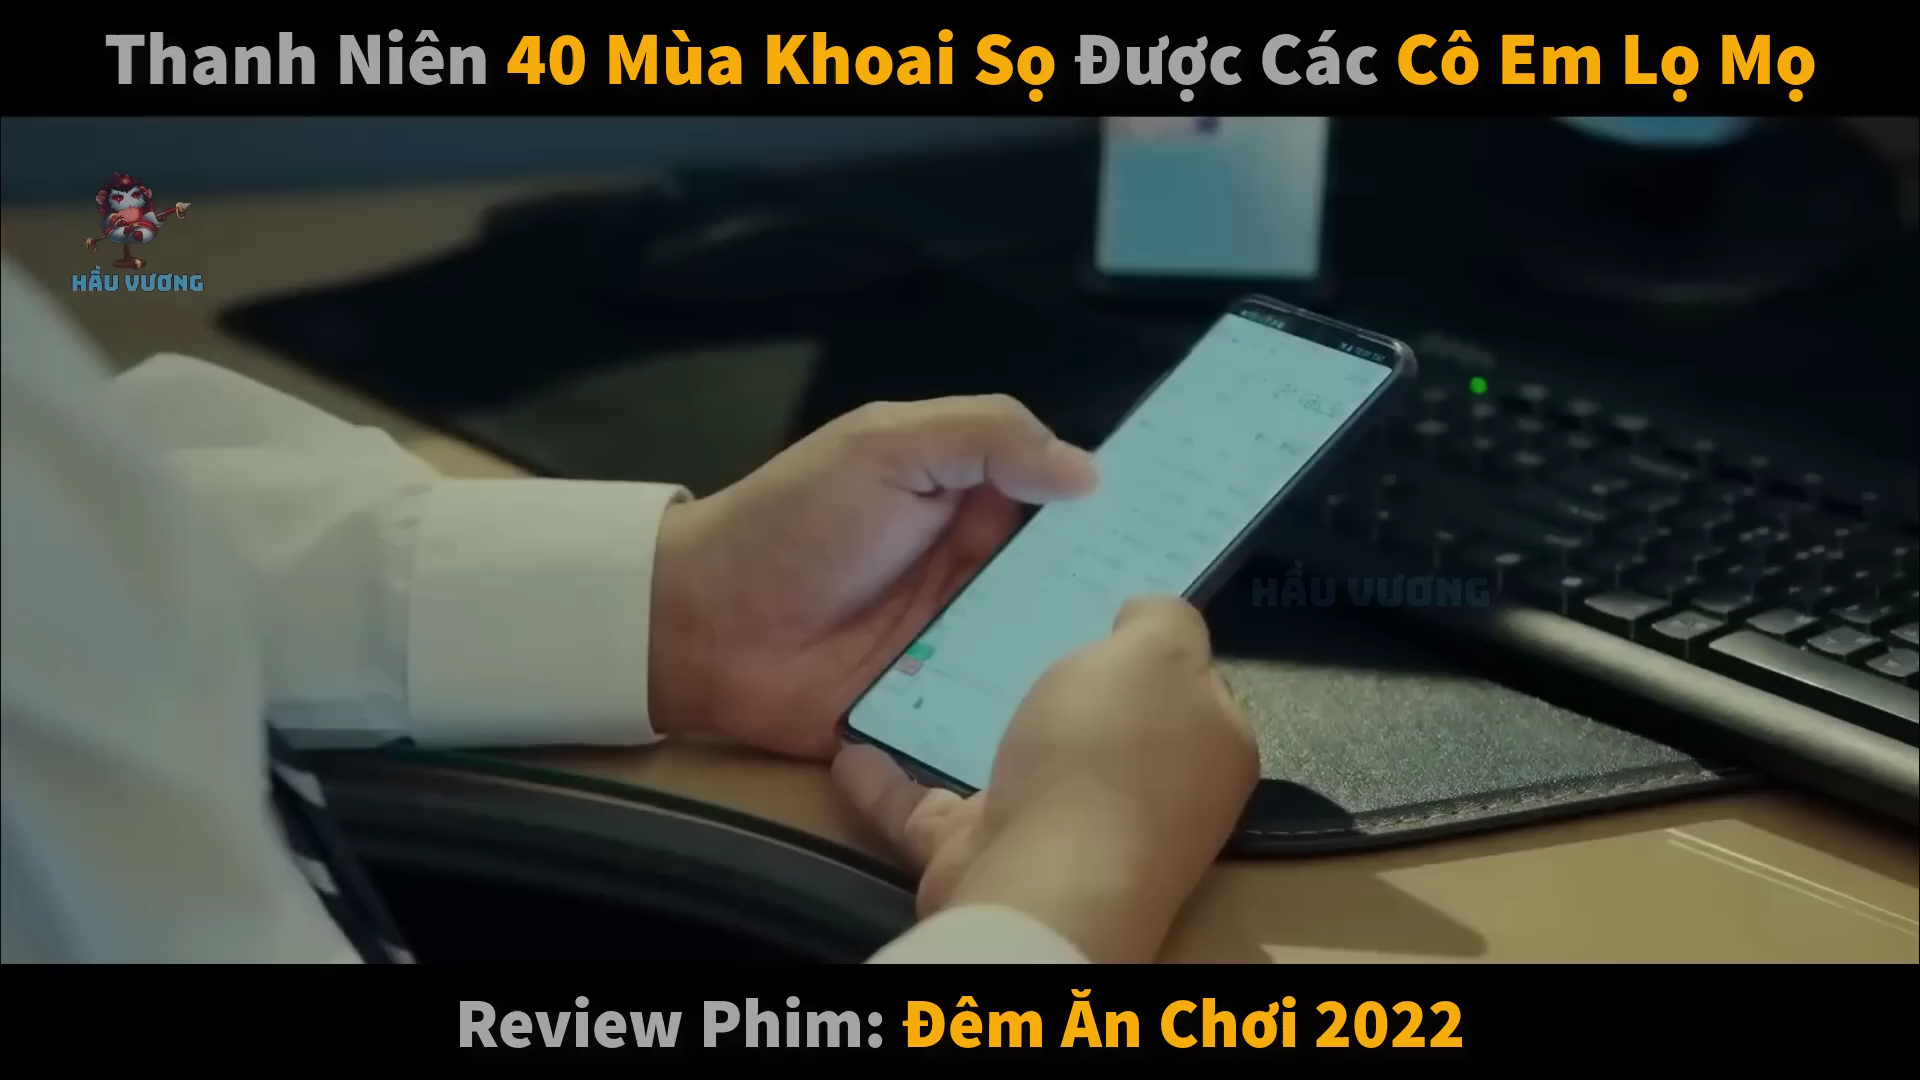 Thanh Niên 40 Mùa Khoai Sọ Được Các Cô Em Lọ Mọ
HẦU VƯƠNG
HẦU VƯƠNG
Review Phim: Đêm Ăn Chơi 2022